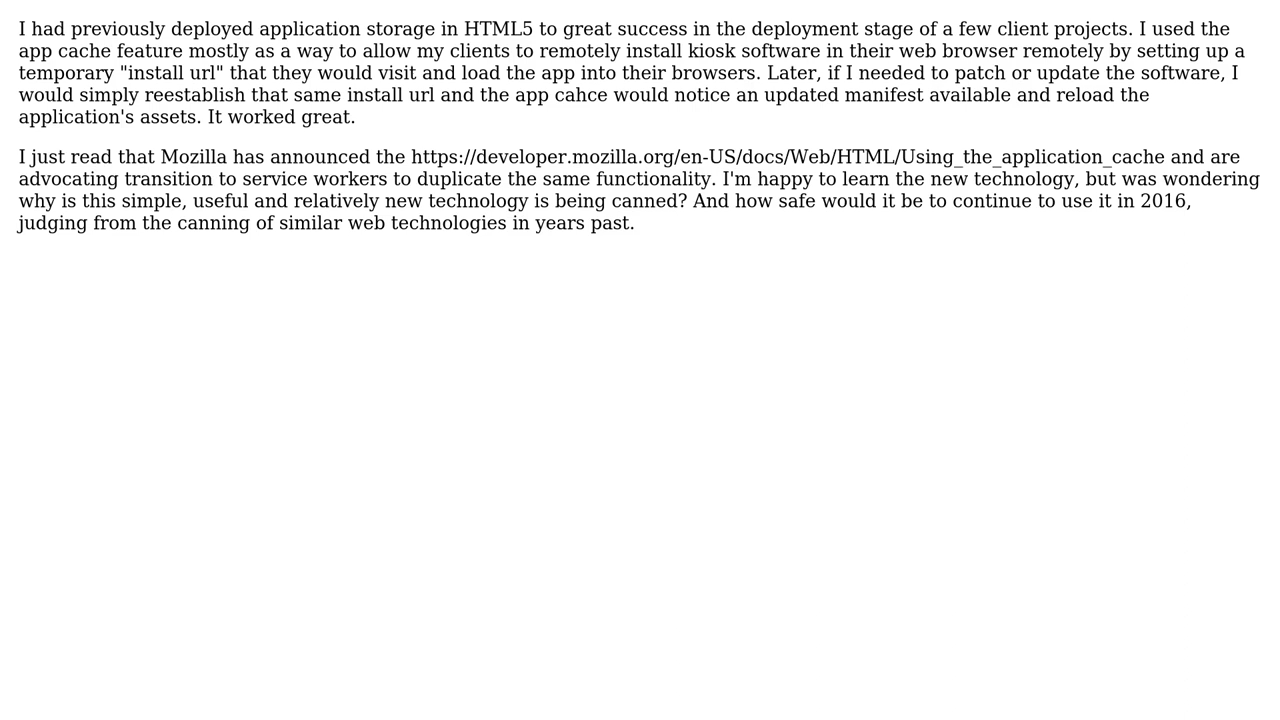 I had previously deployed application storage in HTML5 to great success in the deployment stage of a few client projects. I used the
app cache feature mostly as a way to allow my clients to remotely install kiosk software in their web browser remotely by setting up a
temporary "install url" that they would visit and load the app into their browsers. Later, if I needed to patch or update the software, I
would simply reestablish that same install url and the app cahce would notice an updated manifest available and reload the
application's assets. It worked great.
I just read that Mozilla has announced the https://developer.mozilla.org/en-US/docs/Web/HTML/Using_the_application_cache and are
advocating transition to service workers to duplicate the same functionality. I'm happy to learn the new technology, but was wondering
why is this simple, useful and relatively new technology is being canned? And how safe would it be to continue to use it in 2016,
judging from the canning of similar web technologies in years past.